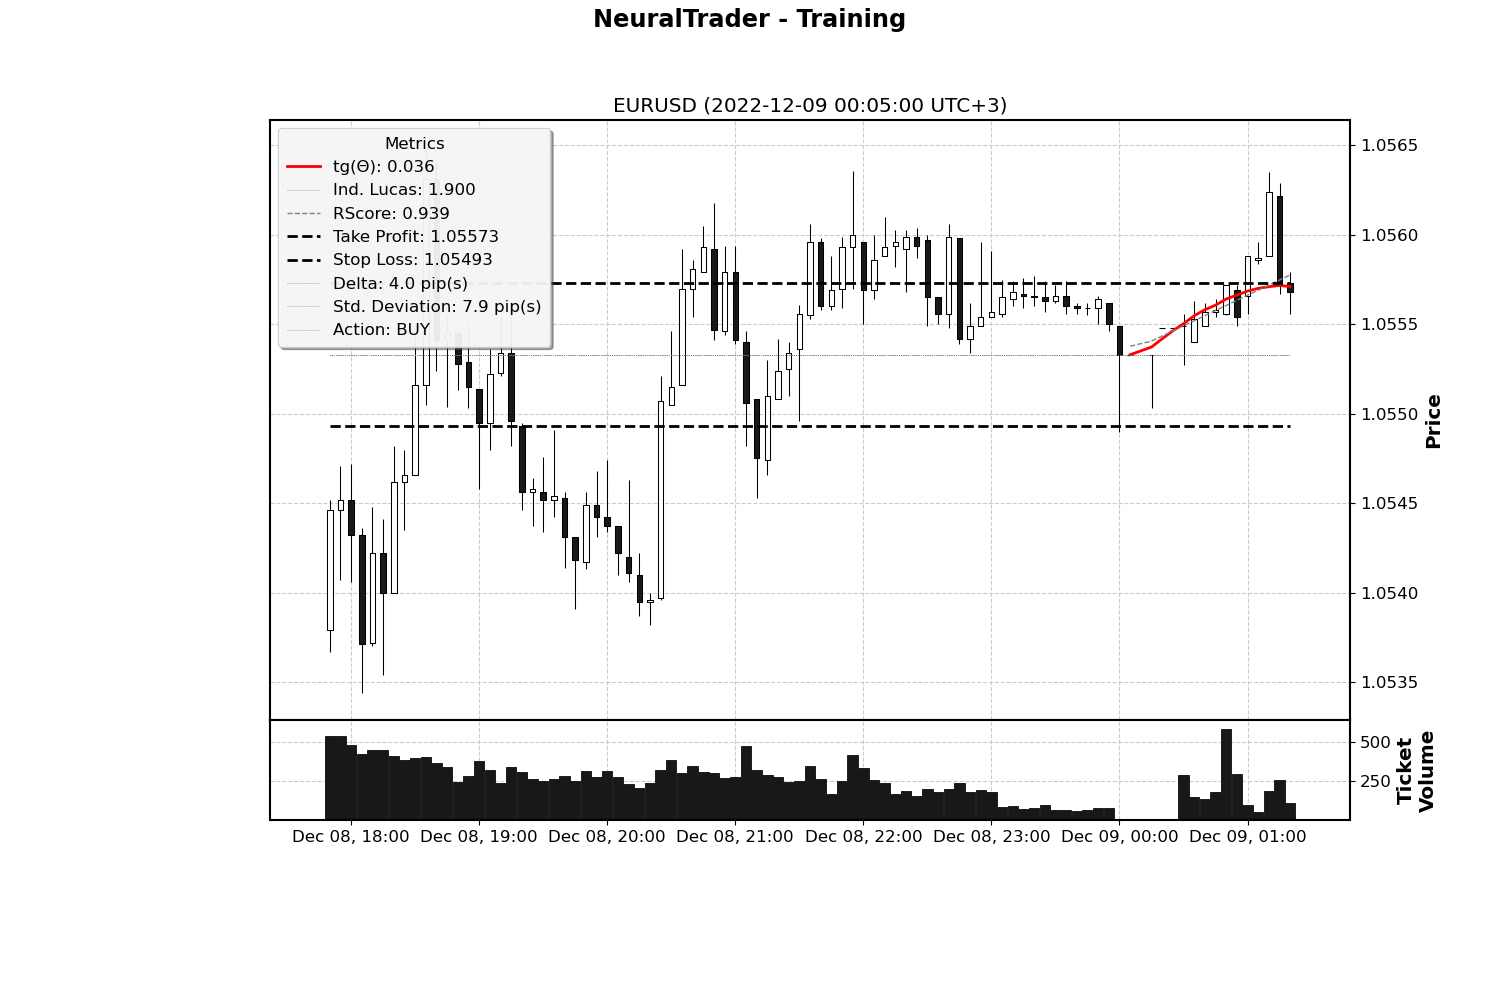 NeuralTrader - Training
EURUSD (2022-12-09 00:05:00 UTC+3)
Metrics
tg(Θ): 0.036
Ind. Lucas: 1.900
RScore: 0.939
Take Profit: 1.05573
Stop Loss: 1.05493
Delta: 4.0 pip(s)
Std. Deviation: 7.9 pip(s)
Action: BUY
1.0565
1.0560
1.0555
1.0550
1.0545
1.0540
1.0535
Price
500
250
Ticket
Volume
Dec 08, 18:00 Dec 08, 19:00 Dec 08, 20:00 Dec 08, 21:00 Dec 08, 22:00 Dec 08, 23:00 Dec 09, 00:00 Dec 09, 01:00